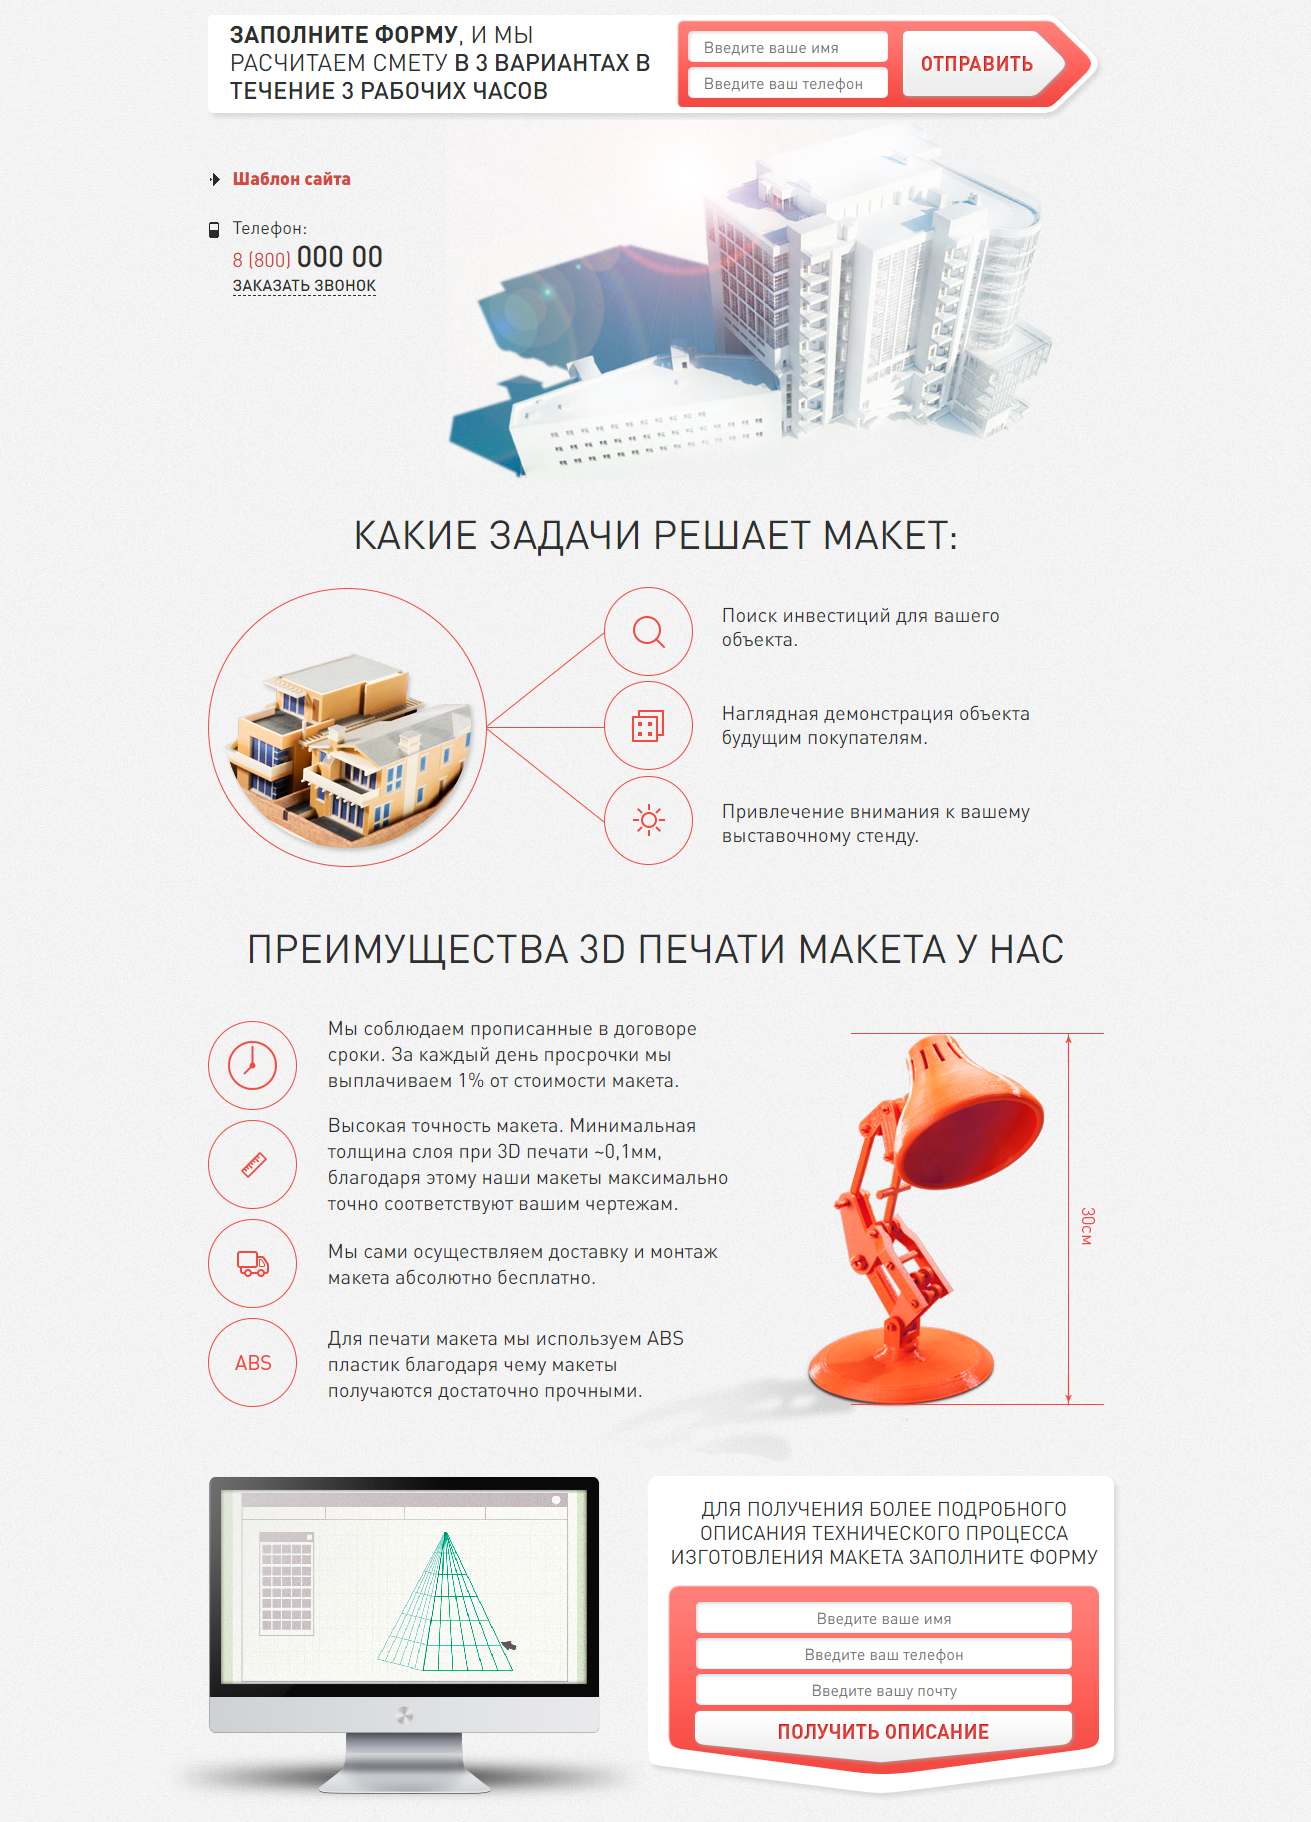 ЗАПОЛНИТЕ ФОРМУ, И МЫ
РАСЧИТАЕМ СМЕТУ В 3 ВАРИАНТАХ В
ТЕЧЕНИЕ 3 РАБОЧИХ ЧАСОВ
Введите ваше имя
Введите ваш телефон
ОТПРАВИТЬ
Шаблон сайта
Телефон:
8 (800) 000 00
ЗАКАЗАТЬ ЗВОНОК
КАКИЕ ЗАДАЧИ РЕШАЕТ МАКЕТ:
Поиск инвестиций для вашего
объекта.
Наглядная демонстрация объекта
будущим покупателям.
Привлечение внимания к вашему
выставочному стенду.
ПРЕИМУЩЕСТВА 3D ПЕЧАТИ МАКЕТА У НАС
Мы соблюдаем прописанные в договоре
сроки. За каждый день просрочки мы
выплачиваем 1% от стоимости макета.
Высокая точность макета. Минимальная
толщина слоя при 3D печати ~0,1мм,
благодаря этому наши макеты максимально
точно соответствуют вашим чертежам.
Мы сами осуществляем доставку и монтаж
макета абсолютно бесплатно.
ABS
Для печати макета мы используем ABS
пластик благодаря чему макеты
получаются достаточно прочными.
30см
ДЛЯ ПОЛУЧЕНИЯ БОЛЕЕ ПОДРОБНОГО
ОПИСАНИЯ ТЕХНИЧЕСКОГО ПРОЦЕССА
ИЗГОТОВЛЕНИЯ МАКЕТА ЗАПОЛНИТЕ ФОРМУ
Введите ваше имя
Введите ваш телефон
Введите вашу почту
ПОЛУЧИТЬ ОПИСАНИЕ